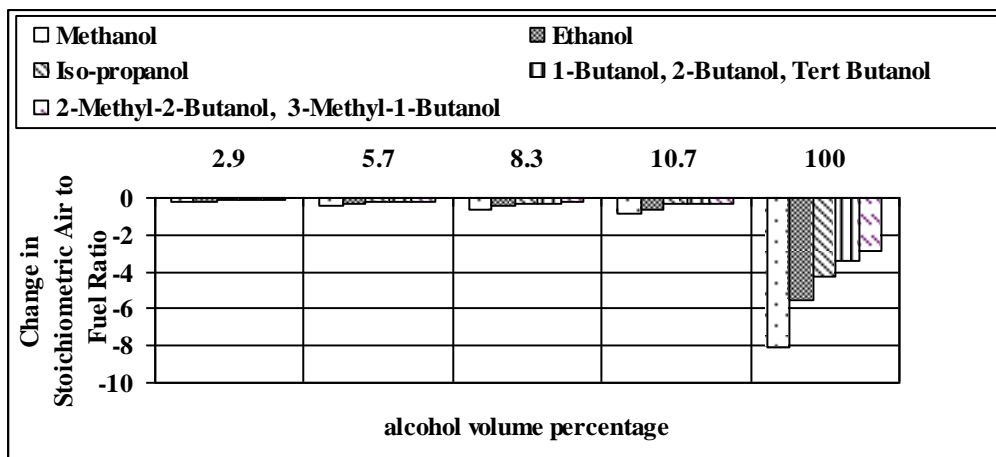 Methanol Ethanol
Iso-propanol 1-Butanol, 2-Butanol, Tert Butanol
2-Methyl-2-Butanol, 3-Methyl-1-Butanol
2.9 5.7 8.3 10.7 100
0
-2
-4
-6
-8
-10
Change in
Stoichiometric Air to
Fuel Ratio
alcohol volume percentage